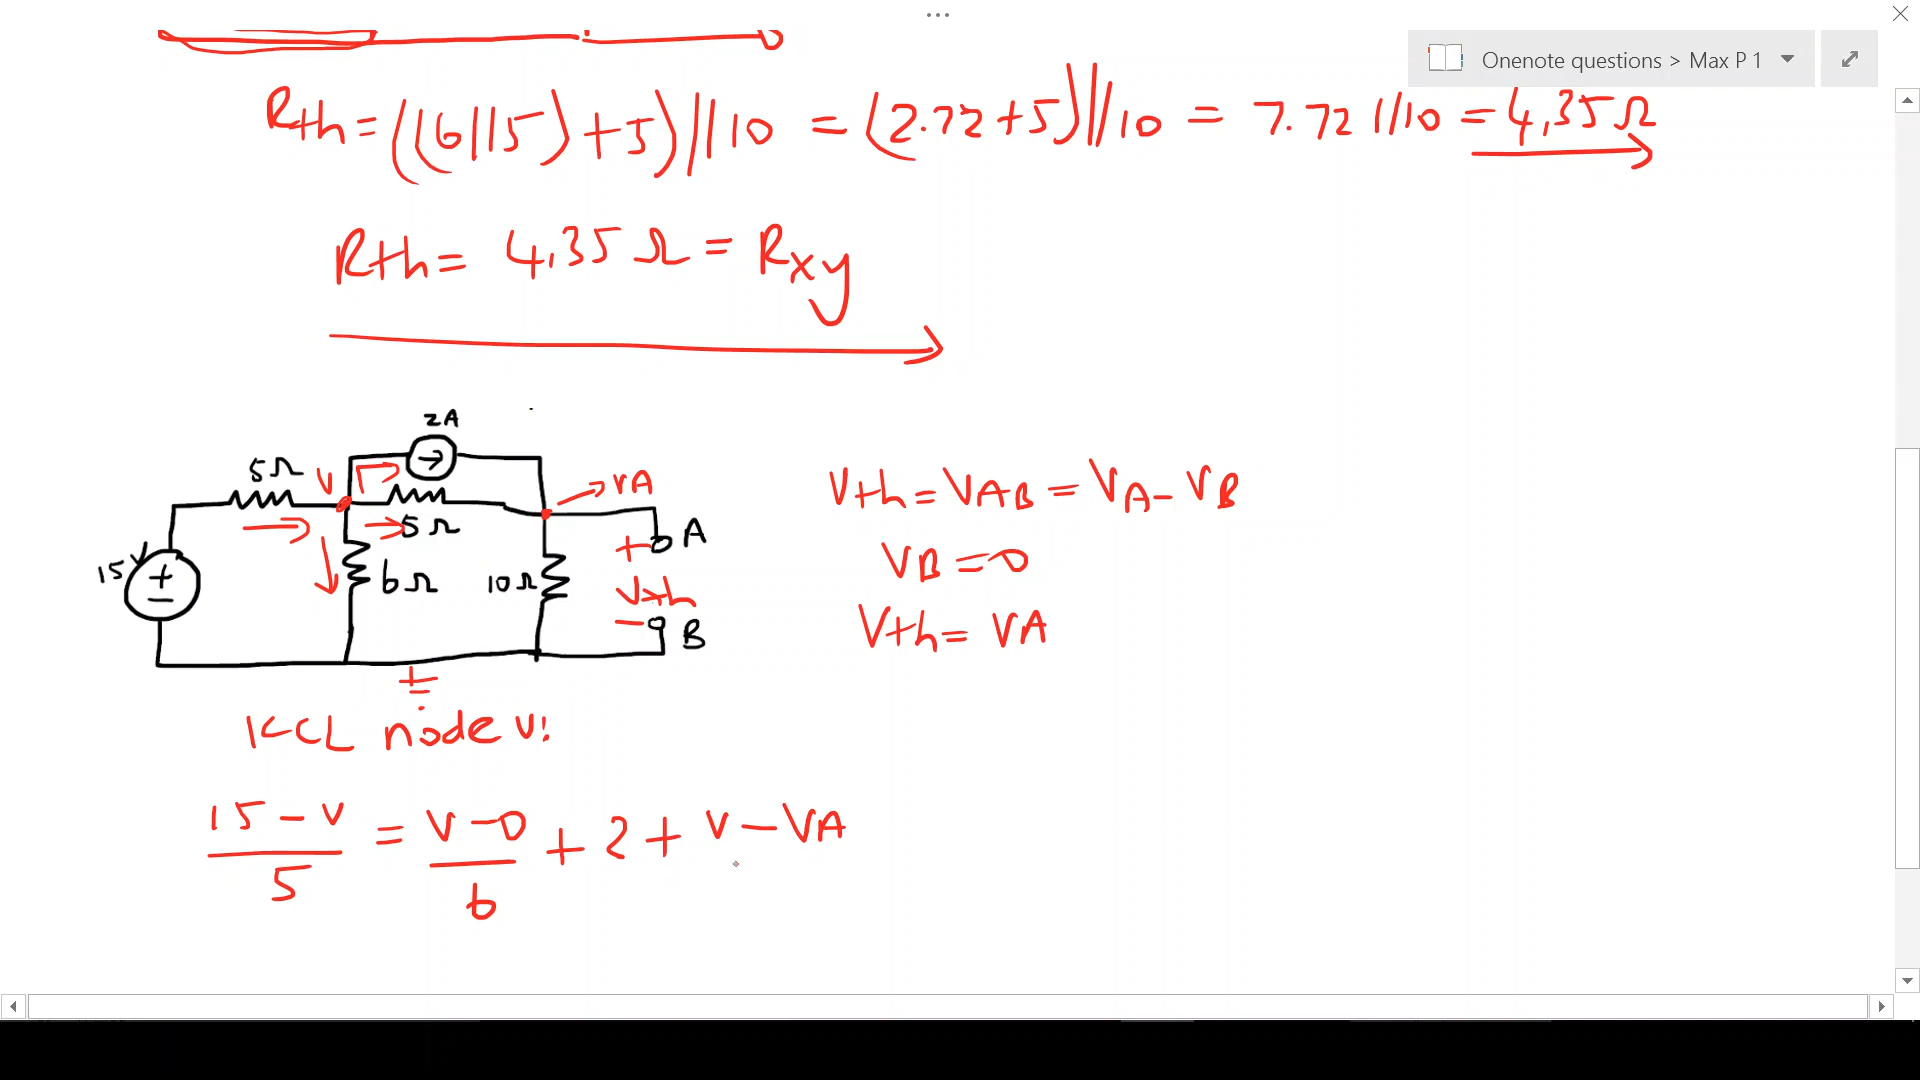 Onenote questions > Max P 1
Rth = ((6||5)+5)//10 = (2.72+5)//10 = 7.72//10 = 4,35Ω
Rth = 4,35Ω = Rxy
2A
5Ω V VA
5Ω A
15V + − 6Ω 10Ω + Vth −
B
Vth = VAB = VA - VB
VB = 0
Vth = VA
KCL node V:
15-V/5 = V-0/6 + 2 + V-VA